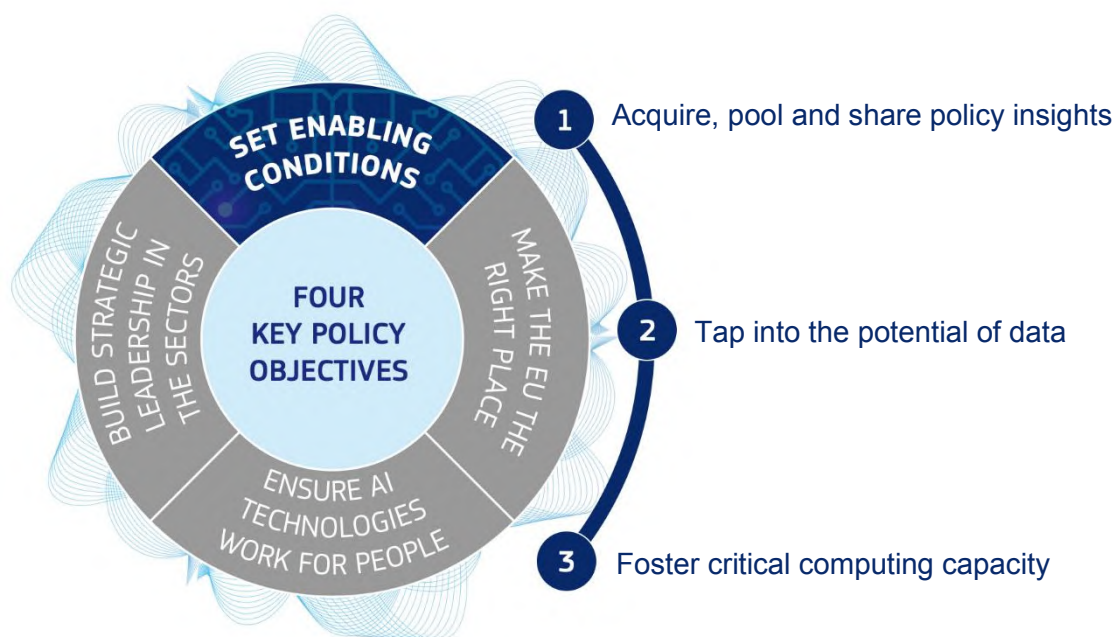 SET ENABLING
CONDITIONS
MAKE THE EU THE
RIGHT PLACE
ENSURE AI
TECHNOLOGIES
WORK FOR PEOPLE
BUILD STRATEGIC
LEADERSHIP IN
THE SECTORS
FOUR
KEY POLICY
OBJECTIVES
1 Acquire, pool and share policy insights
2 Tap into the potential of data
3 Foster critical computing capacity